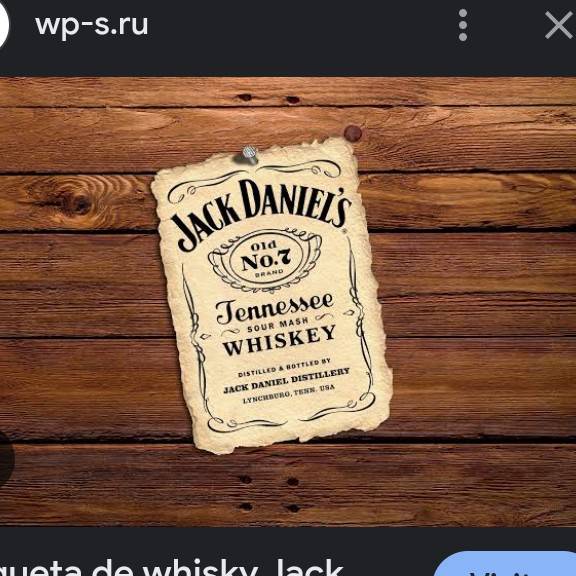 wp-s.ru
JACK DANIEL'S
Old
No.7
BRAND
Tennessee
SOUR MASH
WHISKEY
DISTILLED & BOTTLED BY
JACK DANIEL DISTILLERY
LYNCHBURG, TENN. USA
queta de whisky Jack
Visit